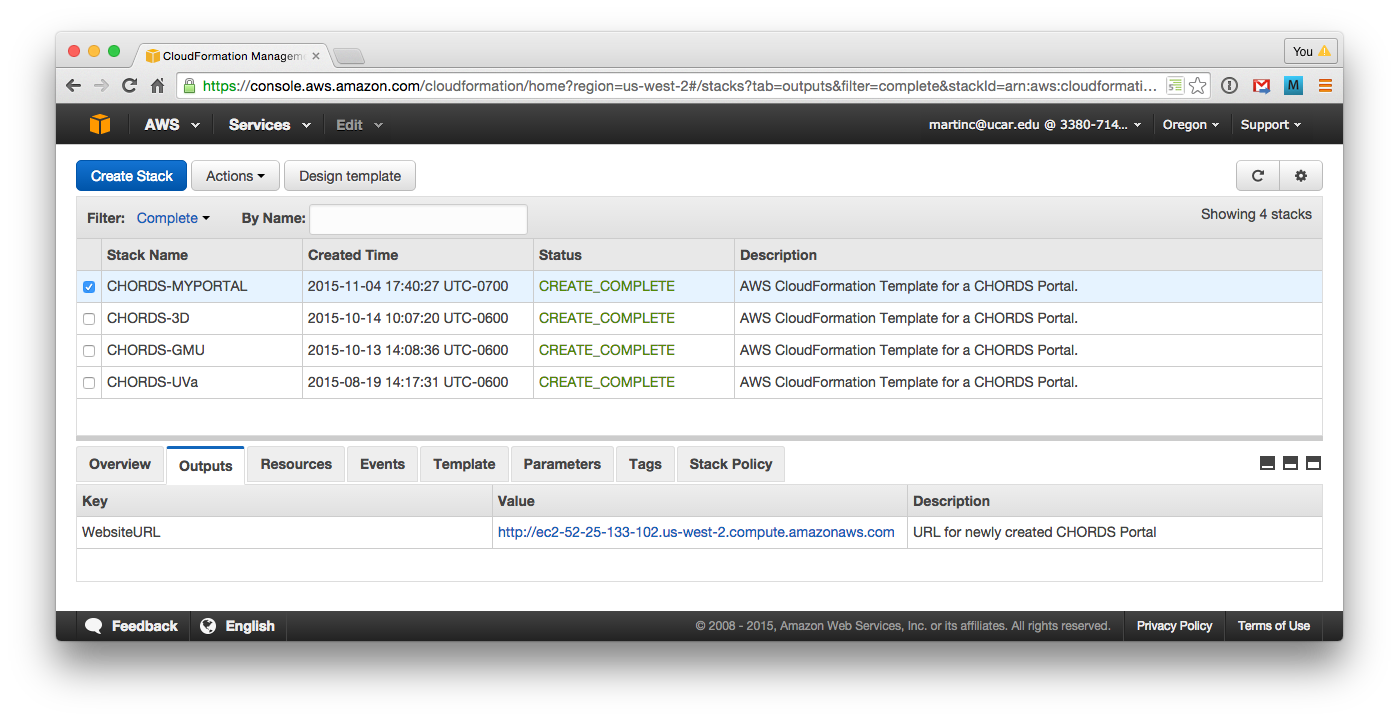 CloudFormation Managem
You
https://console.aws.amazon.com/cloudformation/home?region=us-west-2#/stacks?tab=outputs&filter=complete&stackId=arn:aws:cloudformati...
M
AWS Services Edit martinc@ucar.edu @ 3380-714... Oregon Support
Create Stack Actions Design template
Filter: Complete By Name: Showing 4 stacks
Stack Name Created Time Status Description
CHORDS-MYPORTAL 2015-11-04 17:40:27 UTC-0700 CREATE_COMPLETE AWS CloudFormation Template for a CHORDS Portal.
CHORDS-3D 2015-10-14 10:07:20 UTC-0600 CREATE_COMPLETE AWS CloudFormation Template for a CHORDS Portal.
CHORDS-GMU 2015-10-13 14:08:36 UTC-0600 CREATE_COMPLETE AWS CloudFormation Template for a CHORDS Portal.
CHORDS-UVa 2015-08-19 14:17:31 UTC-0600 CREATE_COMPLETE AWS CloudFormation Template for a CHORDS Portal.
Overview Outputs Resources Events Template Parameters Tags Stack Policy
Key Value Description
WebsiteURL http://ec2-52-25-133-102.us-west-2.compute.amazonaws.com URL for newly created CHORDS Portal
Feedback English © 2008 - 2015, Amazon Web Services, Inc. or its affiliates. All rights reserved. Privacy Policy Terms of Use